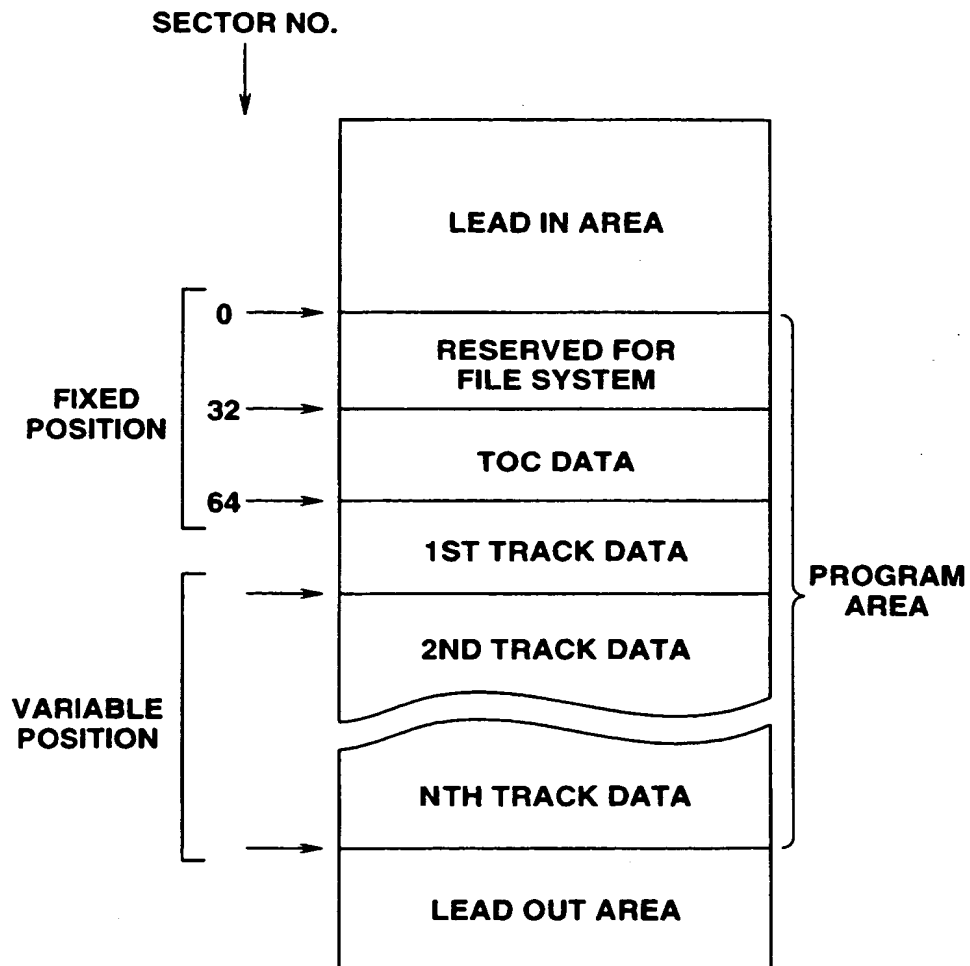 SECTOR NO.
LEAD IN AREA
0
RESERVED FOR
FILE SYSTEM
FIXED
POSITION
32
TOC DATA
64
1ST TRACK DATA
PROGRAM
AREA
2ND TRACK DATA
VARIABLE
POSITION
NTH TRACK DATA
LEAD OUT AREA